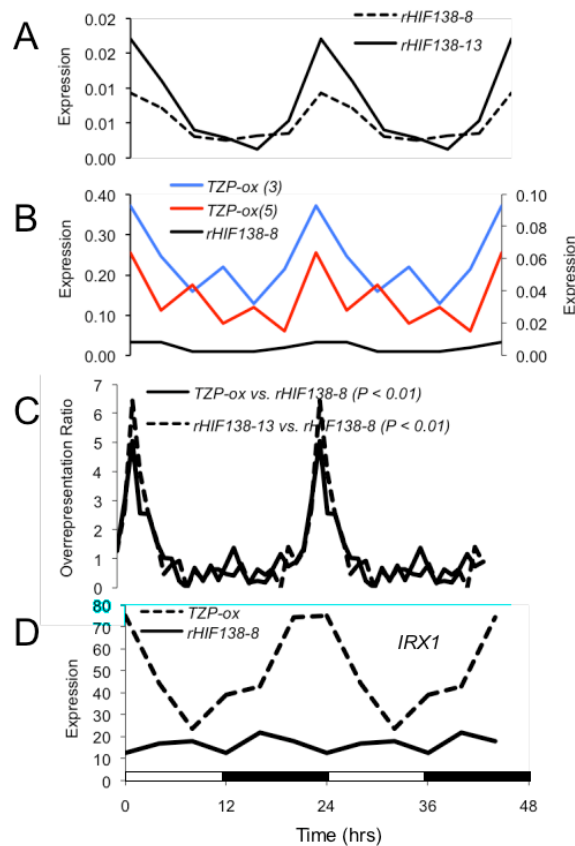 A
Expression
0.02
0.01
0.01
0.00
rHIF138-8
rHIF138-13
B
Expression
0.40
0.30
0.20
0.10
0.00
TZP-ox (3)
TZP-ox(5)
rHIF138-8
0.10
0.08
0.06
0.04
0.02
0.00
Expression
C
Overrepresentation Ratio
7
6
5
4
3
2
1
0
TZP-ox vs. rHIF138-8 (P < 0.01)
rHIF138-13 vs. rHIF138-8 (P < 0.01)
D
Expression
80
70
60
50
40
30
20
10
0
TZP-ox
rHIF138-8
IRX1
0 12 24 36 48
Time (hrs)